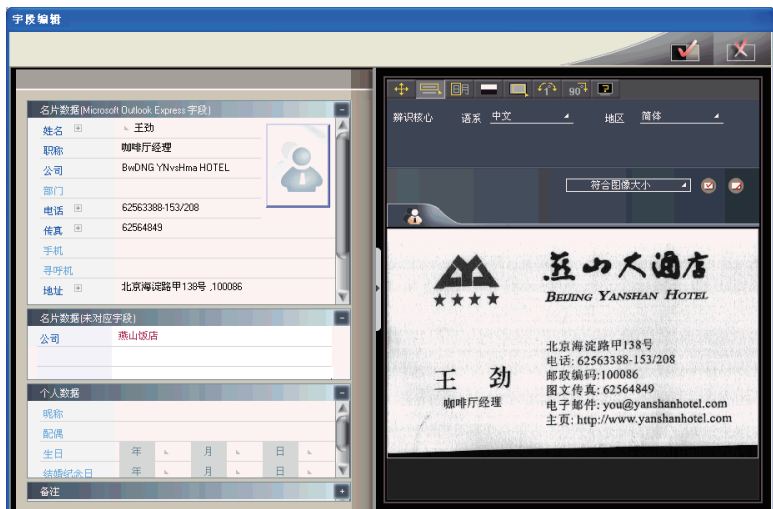 字段编辑
辨识核心 语系 中文 地区 简体
符合图像大小
名片数据(Microsoft Outlook Express 字段)
姓名 王劲
职称 咖啡厅经理
公司 BwDNG YNvsHma HOTEL
部门
电话 62563388-153/208
传真 62564849
手机
寻呼机
地址 北京海淀路甲138号 ,100086
名片数据(未对应字段)
公司 燕山饭店
个人数据
昵称
配偶
生日 年 月 日
结婚纪念日 年 月 日
备注
燕山大酒店
BEIJING YANSHAN HOTEL
北京海淀路甲138号
电话: 62563388-153/208
邮政编码:100086
图文传真: 62564849
电子邮件: you@yanshanhotel.com
主页: http://www.yanshanhotel.com
王 劲
咖啡厅经理